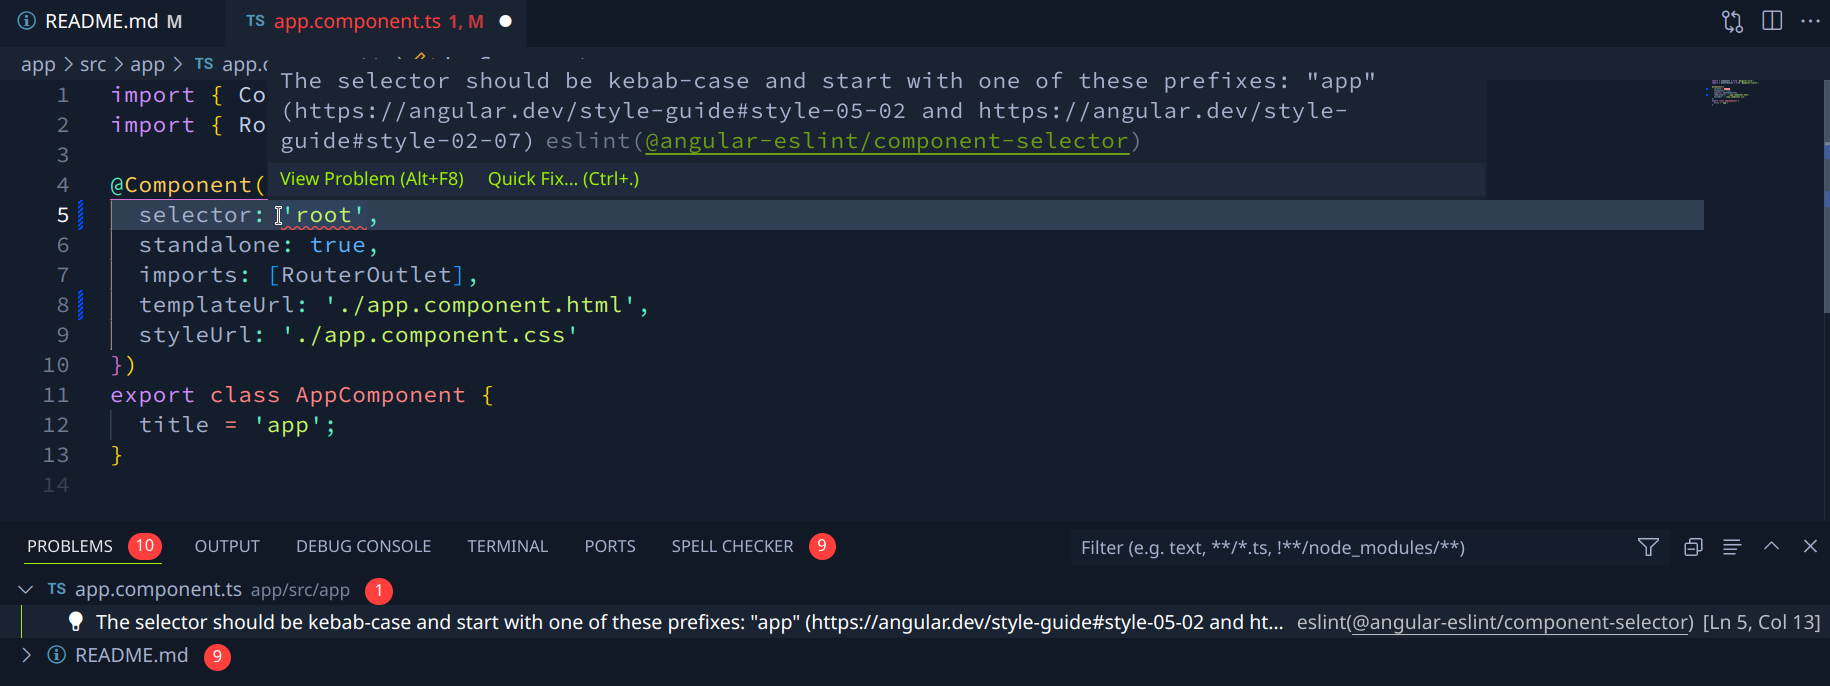 README.md M
TS app.component.ts 1, M
app > src > app > TS app.c
The selector should be kebab-case and start with one of these prefixes: "app"
(https://angular.dev/style-guide#style-05-02 and https://angular.dev/style-
guide#style-02-07) eslint(@angular-eslint/component-selector)
View Problem (Alt+F8) Quick Fix... (Ctrl+.)
1 import { Co
2 import { Ro
3
4 @Component(
5 selector: 'root',
6 standalone: true,
7 imports: [RouterOutlet],
8 templateUrl: './app.component.html',
9 styleUrl: './app.component.css'
10 })
11 export class AppComponent {
12 title = 'app';
13 }
14
PROBLEMS 10 OUTPUT DEBUG CONSOLE TERMINAL PORTS SPELL CHECKER 9 Filter (e.g. text, **/*.ts, !**/node_modules/**)
TS app.component.ts app/src/app 1
The selector should be kebab-case and start with one of these prefixes: "app" (https://angular.dev/style-guide#style-05-02 and ht... eslint(@angular-eslint/component-selector) [Ln 5, Col 13]
README.md 9